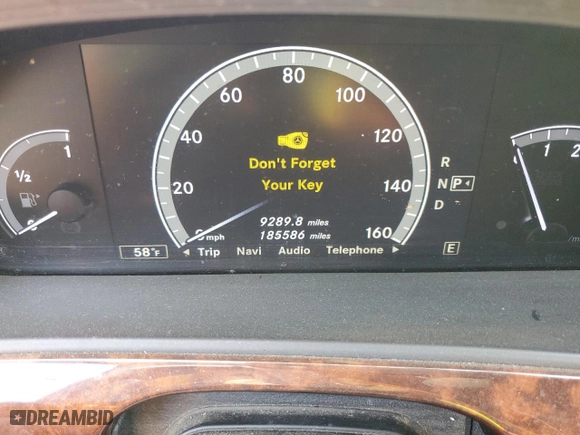 80
60
100
40
120
20
140
0 mph
160
Don't Forget
Your Key
9289.8 miles
185586 miles
Trip Navi Audio Telephone
58°F
1
1/2
0
R
N P
D
E
1 2
DREAMBID